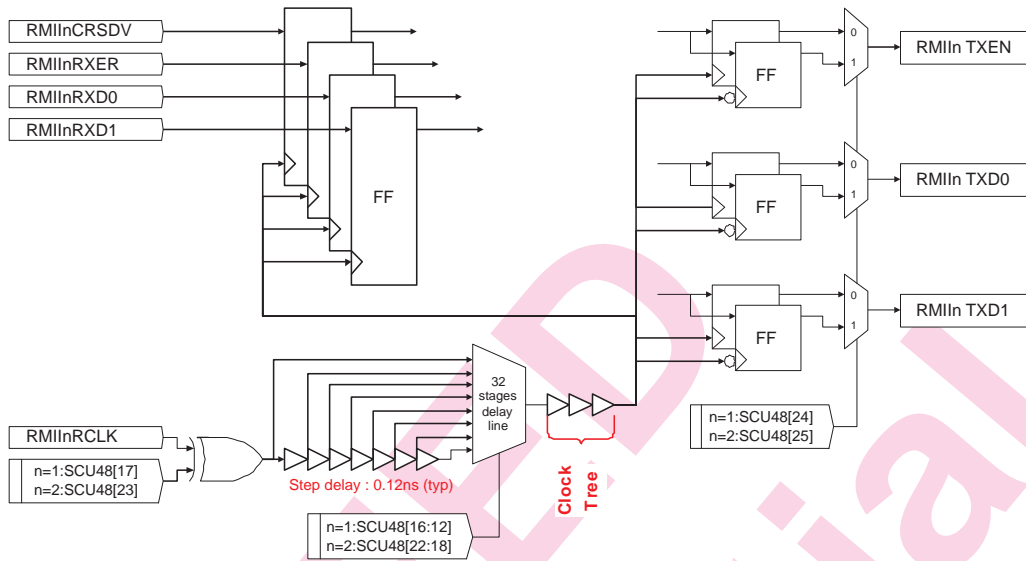 RMIInCRSDV
RMIInRXER
RMIInRXD0
RMIInRXD1
FF
0
1
FF
RMIIn TXEN
0
1
FF
RMIIn TXD0
0
1
FF
RMIIn TXD1
32
stages
delay
line
RMIInRCLK
n=1:SCU48[17]
n=2:SCU48[23]
Step delay : 0.12ns (typ)
Clock
Tree
n=1:SCU48[24]
n=2:SCU48[25]
n=1:SCU48[16:12]
n=2:SCU48[22:18]